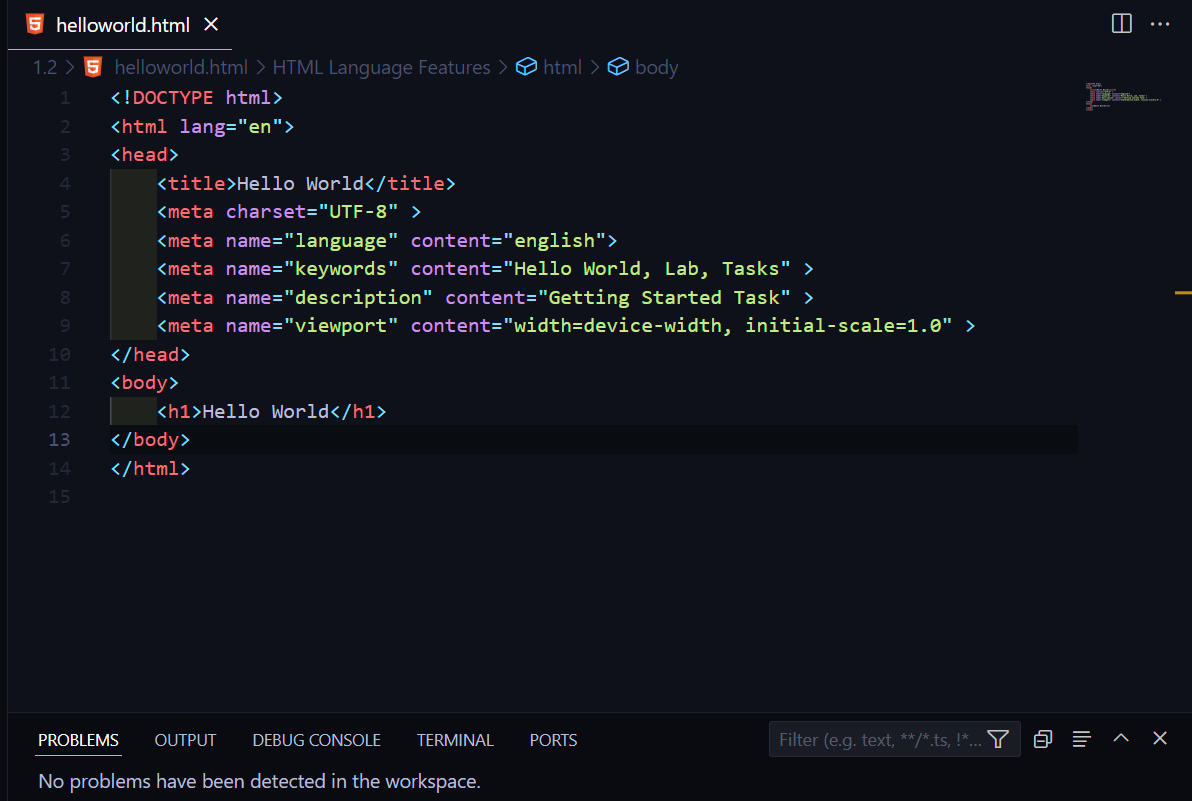 helloworld.html
1.2 > helloworld.html > HTML Language Features > html > body
1 <!DOCTYPE html>
2 <html lang="en">
3 <head>
4     <title>Hello World</title>
5     <meta charset="UTF-8" >
6     <meta name="language" content="english">
7     <meta name="keywords" content="Hello World, Lab, Tasks" >
8     <meta name="description" content="Getting Started Task" >
9     <meta name="viewport" content="width=device-width, initial-scale=1.0" >
10 </head>
11 <body>
12     <h1>Hello World</h1>
13 </body>
14 </html>
15
PROBLEMS OUTPUT DEBUG CONSOLE TERMINAL PORTS Filter (e.g. text, **/*.ts, !*...
No problems have been detected in the workspace.